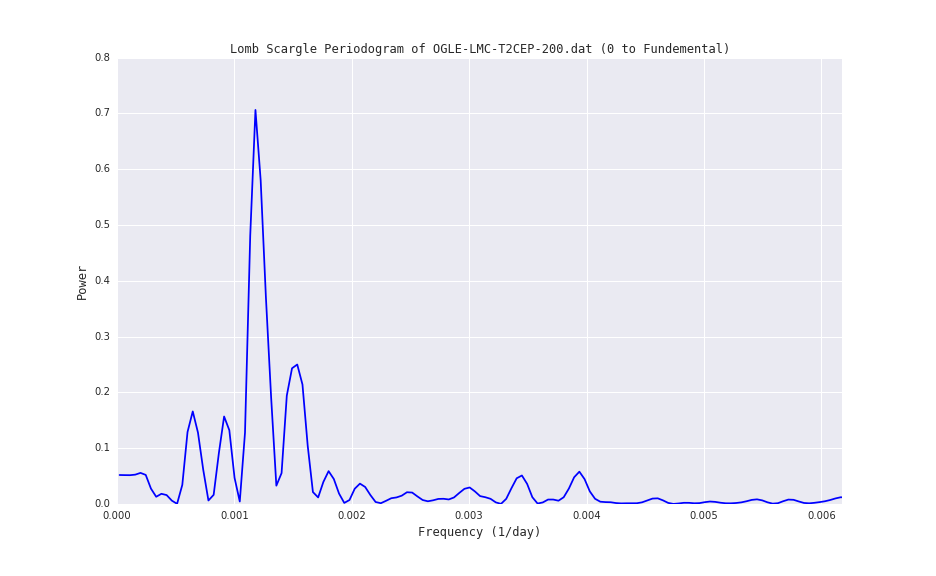 Lomb Scargle Periodogram of OGLE-LMC-T2CEP-200.dat (0 to Fundemental)
0.8
0.7
0.6
0.5
0.4
0.3
0.2
0.1
0.0
Power
0.000 0.001 0.002 0.003 0.004 0.005 0.006
Frequency (1/day)